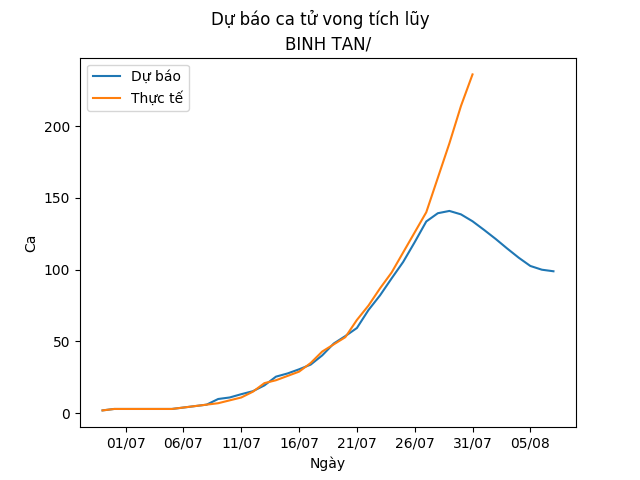 Dự báo ca tử vong tích lũy
BINH TAN/
Dự báo
Thực tế
Ca
200
150
100
50
0
01/07 06/07 11/07 16/07 21/07 26/07 31/07 05/08
Ngày